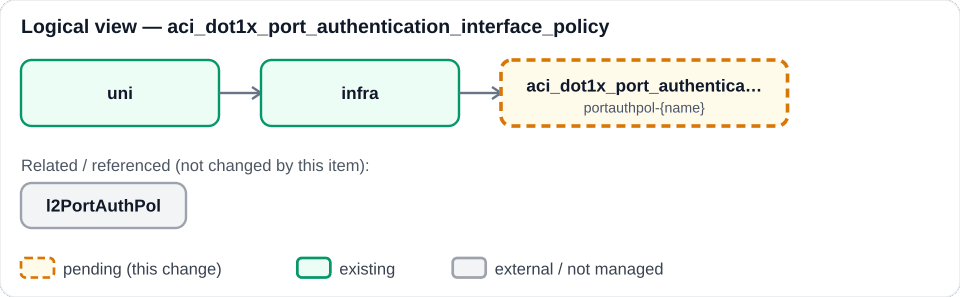 Logical view — aci_dot1x_port_authentication_interface_policy
uni
infra
aci_dot1x_port_authentica...
portauthpol-{name}
Related / referenced (not changed by this item):
l2PortAuthPol
pending (this change)
existing
external / not managed